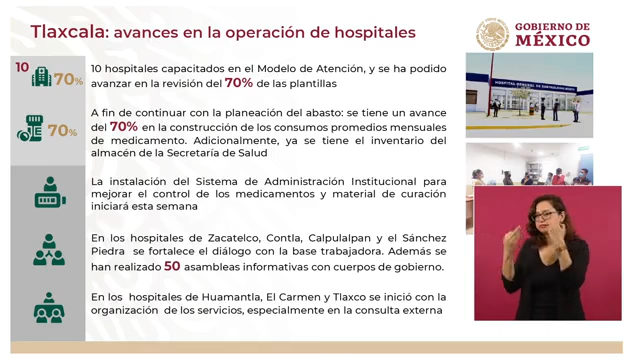 Tlaxcala: avances en la operación de hospitales
GOBIERNO DE
MÉXICO
10
70%
10 hospitales capacitados en el Modelo de Atención, y se ha podido
avanzar en la revisión del 70% de las plantillas
70%
A fin de continuar con la planeación del abasto: se tiene un avance
del 70% en la construcción de los consumos promedios mensuales
de medicamento. Adicionalmente, ya se tiene el inventario del
almacén de la Secretaría de Salud
La instalación del Sistema de Administración Institucional para
mejorar el control de los medicamentos y material de curación
iniciará esta semana
En los hospitales de Zacatelco, Contla, Calpulalpan y el Sánchez
Piedra se fortalece el diálogo con la base trabajadora. Además se
han realizado 50 asambleas informativas con cuerpos de gobierno.
En los hospitales de Huamantla, El Carmen y Tlaxco se inició con la
organización de los servicios, especialmente en la consulta externa
HOSPITAL GENERAL DE